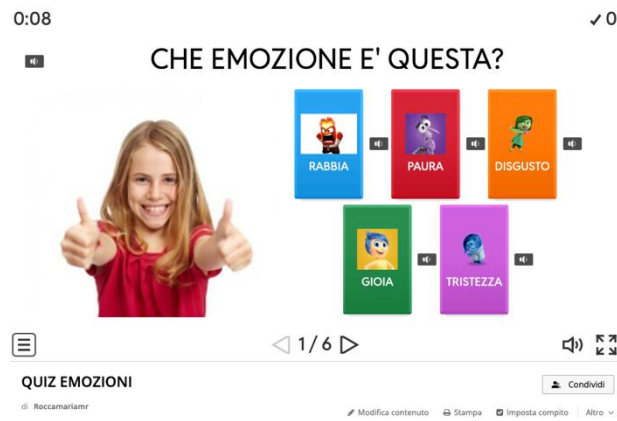 0:08
✓ 0
CHE EMOZIONE E' QUESTA?
RABBIA
PAURA
DISGUSTO
GIOIA
TRISTEZZA
1/6
QUIZ EMOZIONI
Condividi
di Roccamariamr
Modifica contenuto Stampa Imposta compito Altro